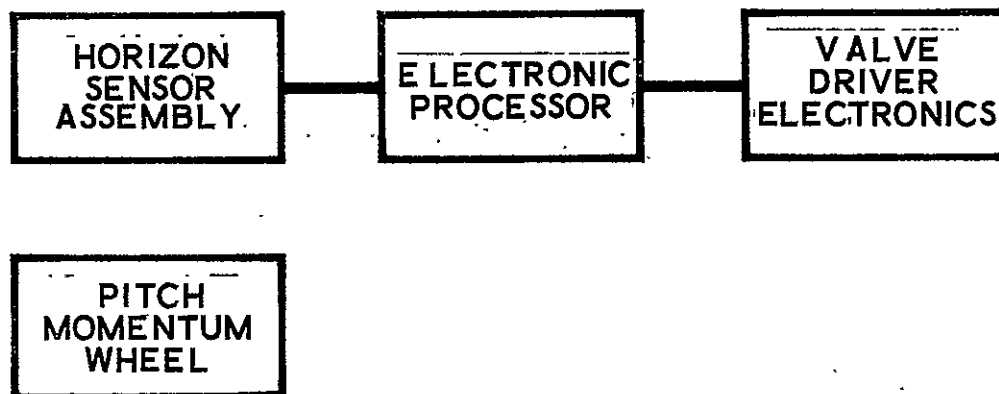 HORIZON
SENSOR
ASSEMBLY
ELECTRONIC
PROCESSOR
VALVE
DRIVER
ELECTRONICS
PITCH
MOMENTUM
WHEEL